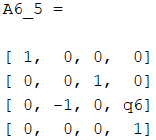 A6_5 =
[ 1,  0, 0,  0]
[ 0,  0, 1,  0]
[ 0, -1, 0, q6]
[ 0,  0, 0,  1]